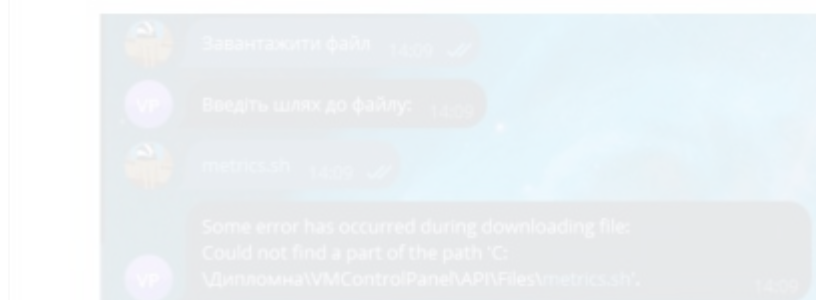 Завантажити файл 14:09
VP Введіть шлях до файлу: 14:09
metrics.sh 14:09
Some error has occurred during downloading file:
Could not find a part of the path 'C:
VP \Дипломна\VMControlPanel\API\Files\metrics.sh'. 14:09